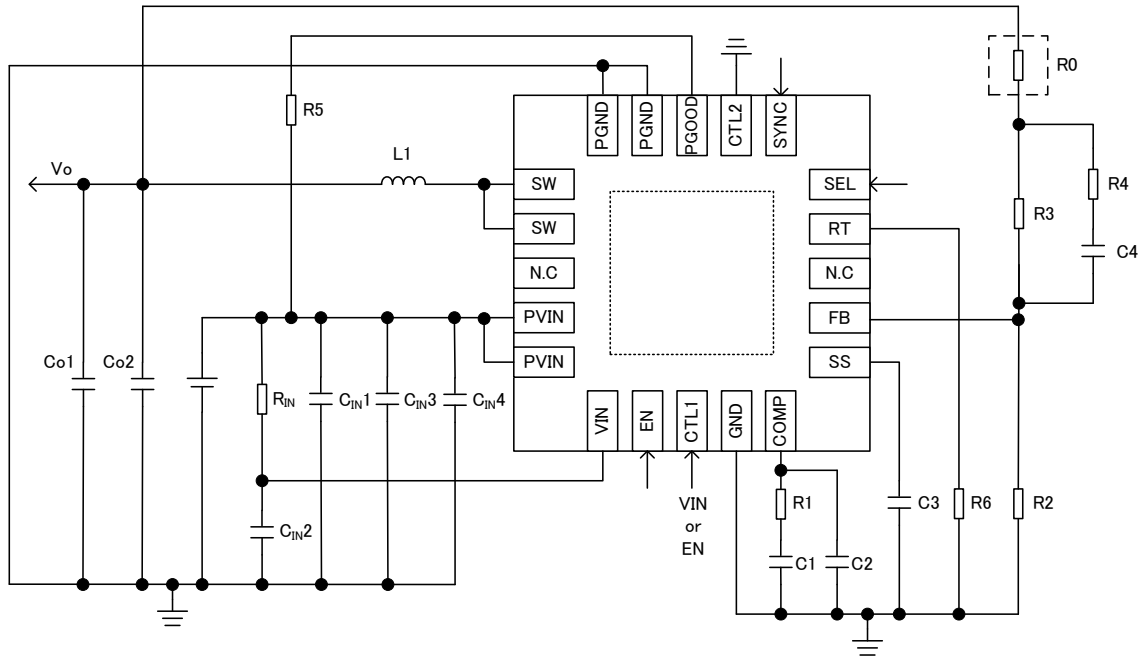 R0
R5
PGND
PGND
PGOOD
CTL2
SYNC
Vo
L1
SW
SEL
R4
SW
RT
R3
C4
N.C
N.C
PVIN
FB
Co1
Co2
PVIN
SS
RIN
CIN1
CIN3
CIN4
VIN
EN
CTL1
GND
COMP
CIN2
VIN
or
EN
R1
C3
R6
R2
C1
C2